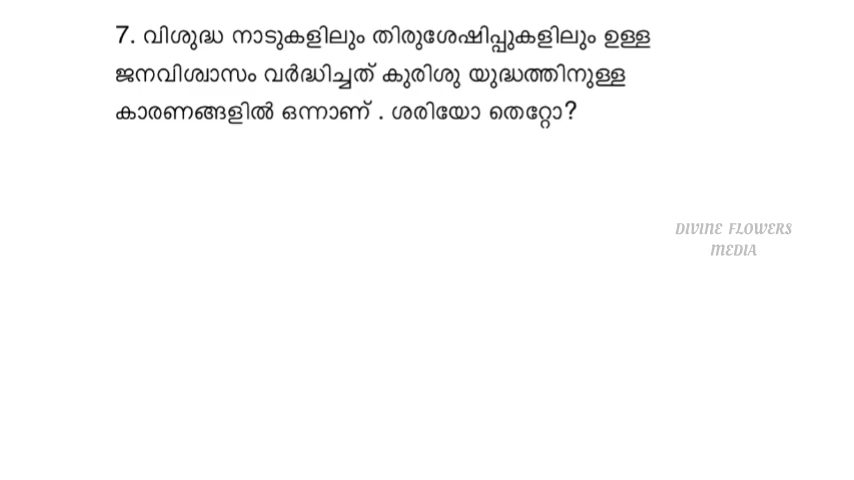 7. വിശുദ്ധ നാടുകളിലും തിരുശേഷിപ്പുകളിലും ഉള്ള
ജനവിശ്വാസം വർദ്ധിച്ചത് കുരിശു യുദ്ധത്തിനുള്ള
കാരണങ്ങളിൽ ഒന്നാണ് . ശരിയോ തെറ്റോ?
DIVINE FLOWERS
MEDIA